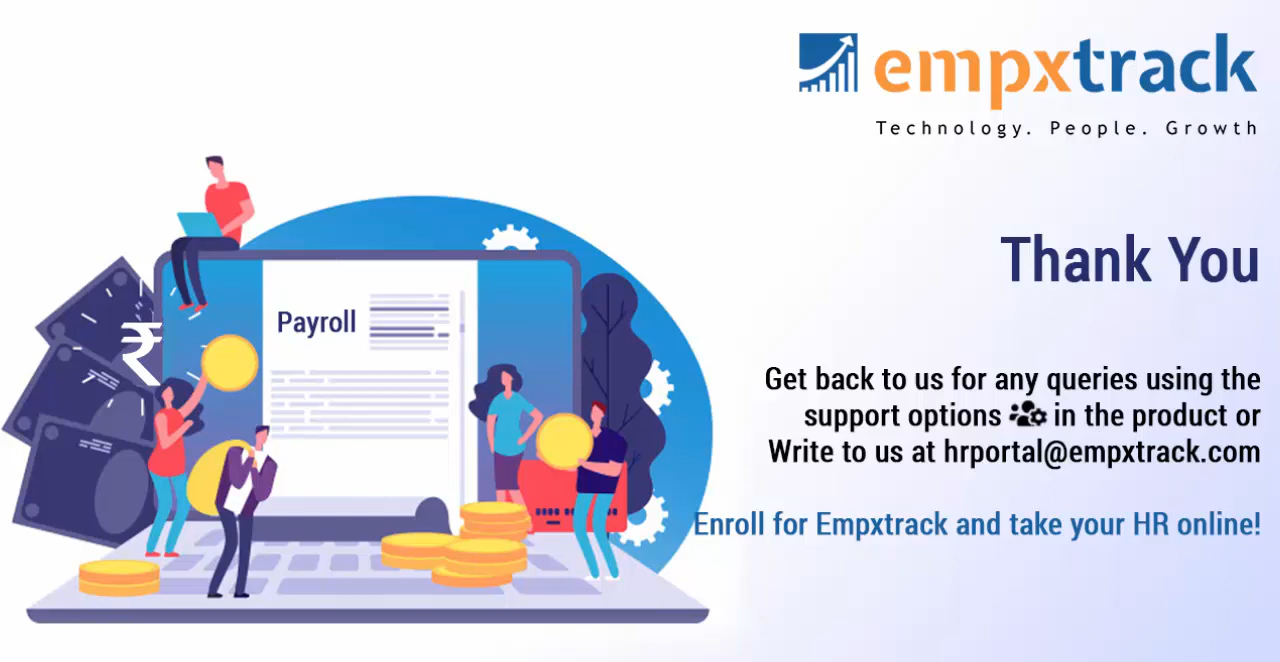 empxtrack
Technology. People. Growth
Thank You
₹
Payroll
Get back to us for any queries using the
support options in the product or
Write to us at hrportal@empxtrack.com
Enroll for Empxtrack and take your HR online!